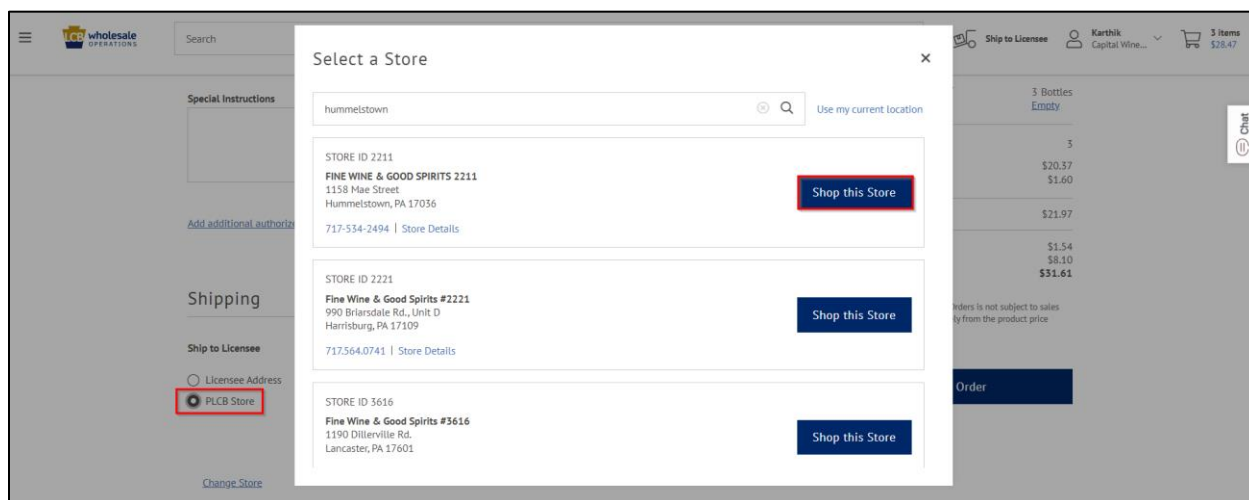 LCB wholesale
OPERATIONS
Search
Ship to Licensee
Karthik
Capital Wine...
3 items
$28.47
Select a Store
hummelstown
Use my current location
STORE ID 2211
FINE WINE & GOOD SPIRITS 2211
1158 Mae Street
Hummelstown, PA 17036
717-534-2494 | Store Details
Shop this Store
STORE ID 2221
Fine Wine & Good Spirits #2221
990 Briarsdale Rd., Unit D
Harrisburg, PA 17109
717.564.0741 | Store Details
Shop this Store
STORE ID 3616
Fine Wine & Good Spirits #3616
1190 Dillerville Rd.
Lancaster, PA 17601
Shop this Store
Special Instructions
Add additional authoriz
Shipping
Ship to Licensee
Licensee Address
PLCB Store
Change Store
3 Bottles
Empty
3
$20.37
$1.60
$21.97
$1.54
$8.10
$31.61
Orders is not subject to sales
ly from the product price
Order
Chat